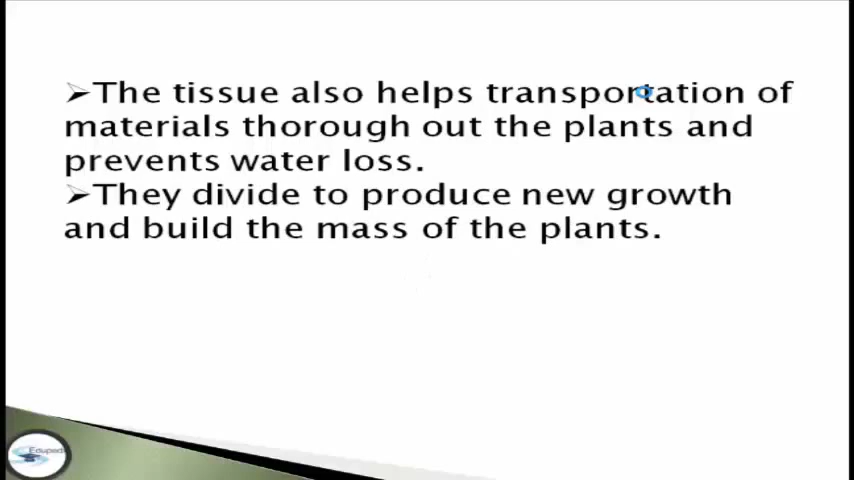 ➢The tissue also helps transportation of
materials thorough out the plants and
prevents water loss.
➢They divide to produce new growth
and build the mass of the plants.
Eduped